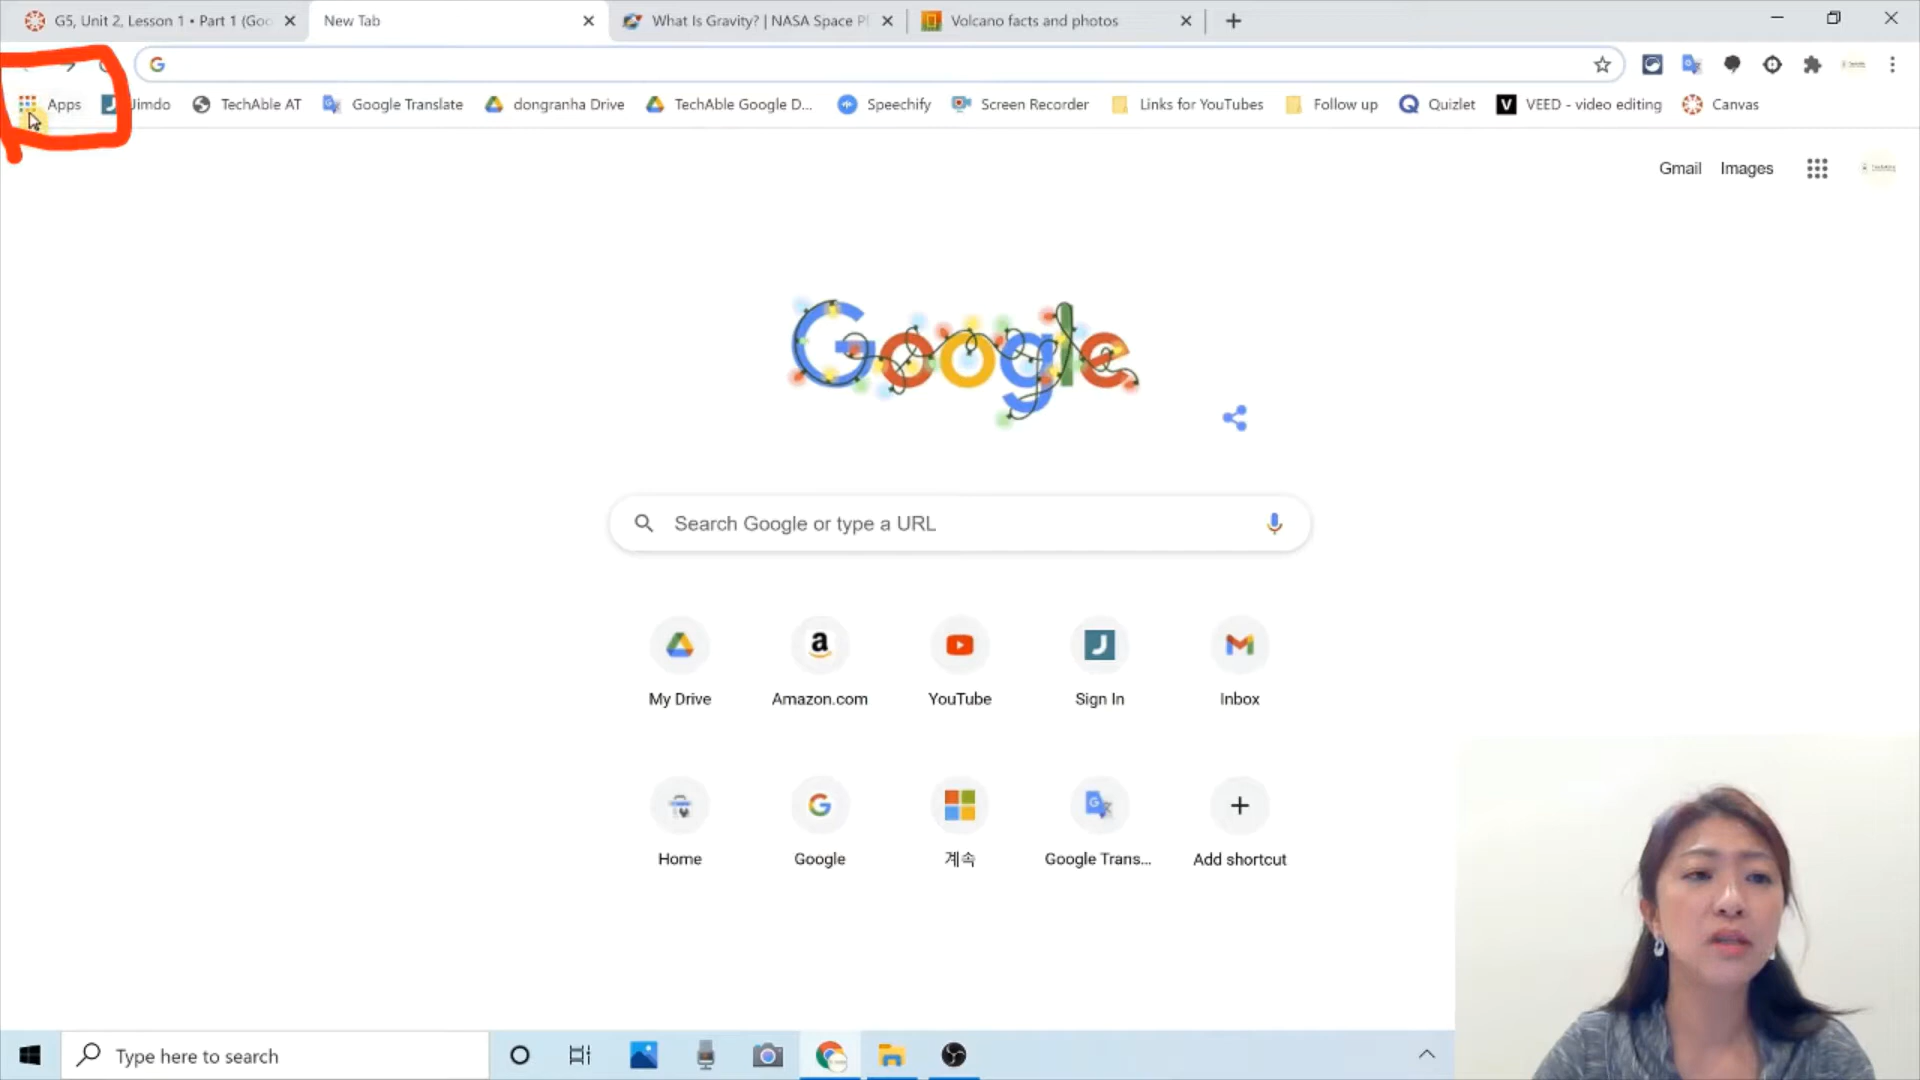 G5, Unit 2, Lesson 1 • Part 1 (Goo
New Tab
What Is Gravity? | NASA Space Pl
Volcano facts and photos
Apps
Jimdo
TechAble AT
Google Translate
dongranha Drive
TechAble Google D...
Speechify
Screen Recorder
Links for YouTubes
Follow up
Quizlet
VEED - video editing
Canvas
Gmail Images
Google
Search Google or type a URL
My Drive
Amazon.com
YouTube
Sign In
Inbox
Home
Google
계속
Google Trans...
Add shortcut
Type here to search